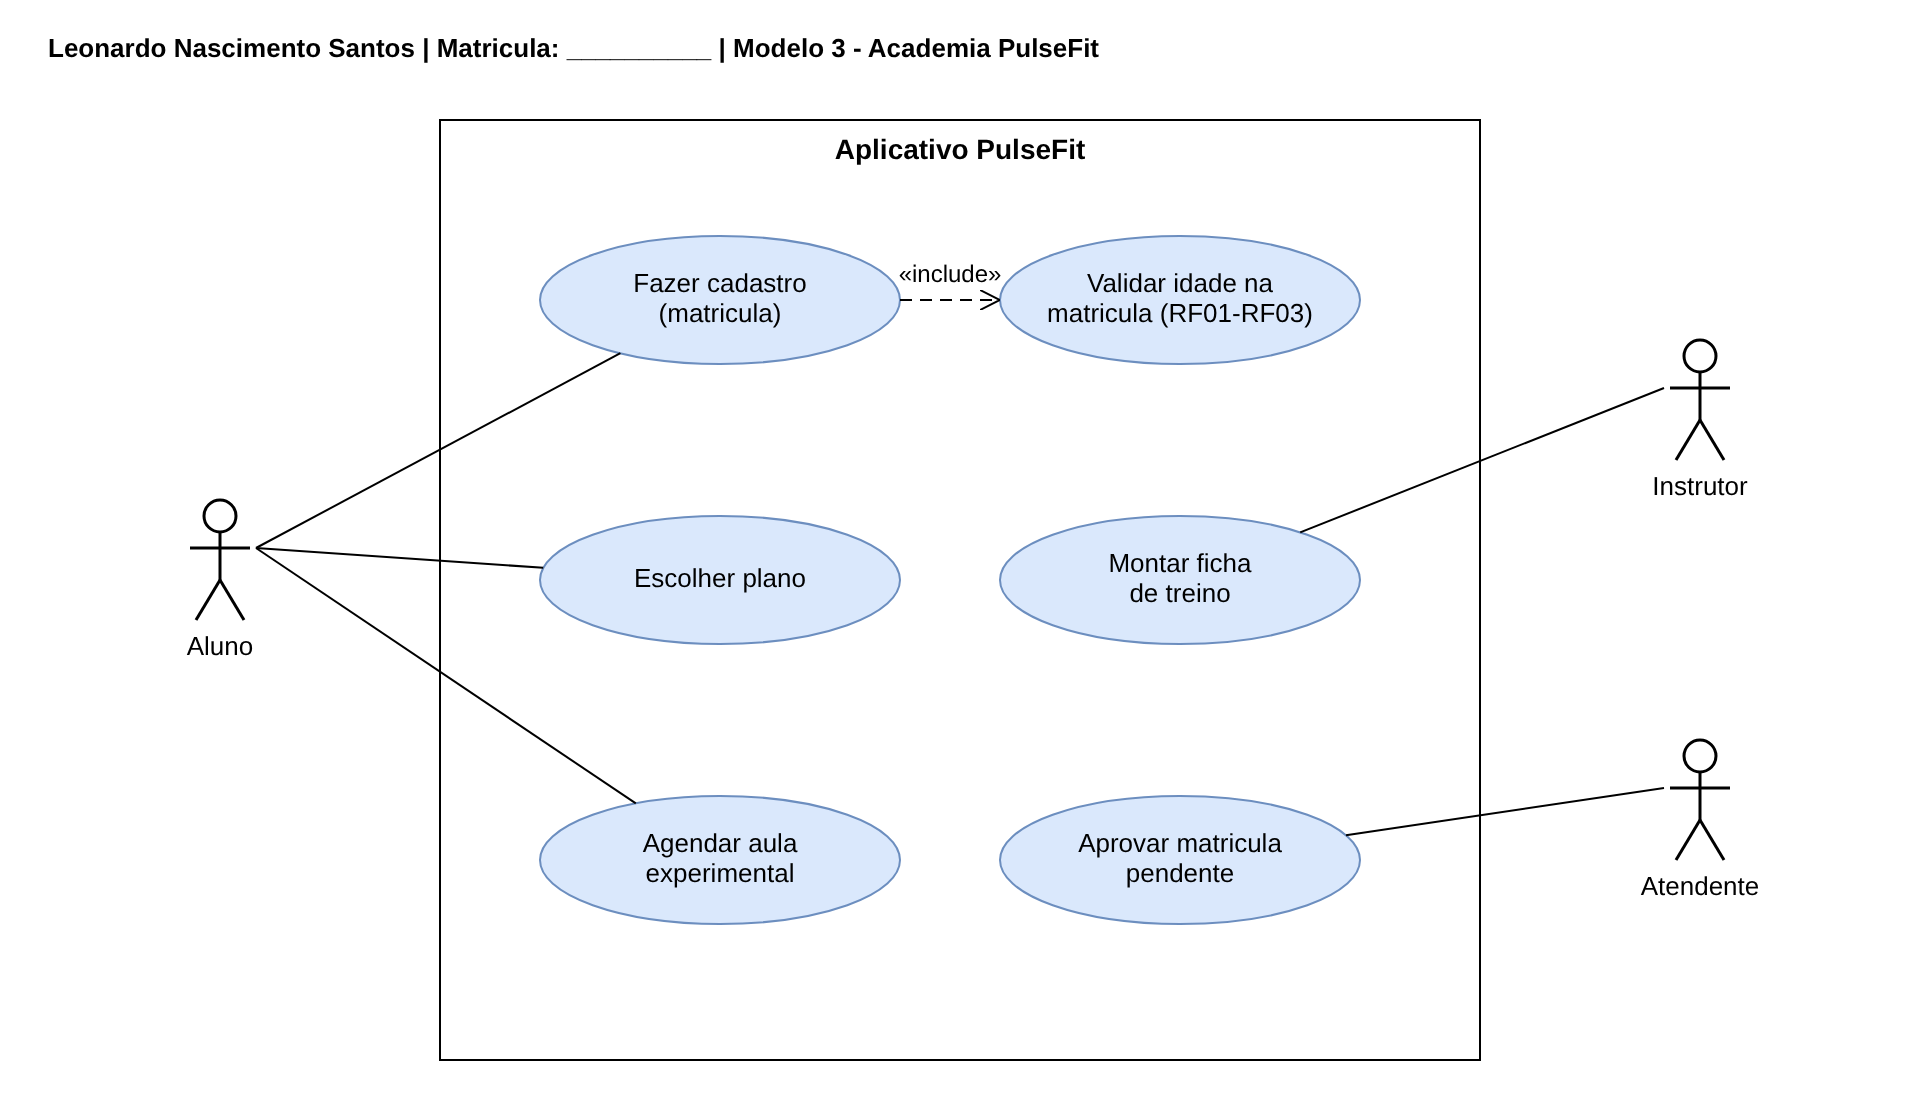 Leonardo Nascimento Santos | Matricula: __________ | Modelo 3 - Academia PulseFit
Aplicativo PulseFit
Fazer cadastro
(matricula)
«include»
Validar idade na
matricula (RF01-RF03)
Instrutor
Escolher plano
Montar ficha
de treino
Aluno
Agendar aula
experimental
Aprovar matricula
pendente
Atendente